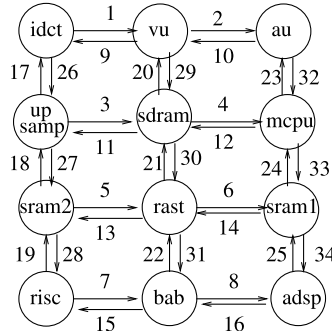 1 2
idct vu au
9 10
17 26 20 29 23 32
3 4
up samp sdram mcpu
11 12
18 27 21 30 24 33
5 6
sram2 rast sram1
13 14
19 28 22 31 25 34
7 8
risc bab adsp
15 16